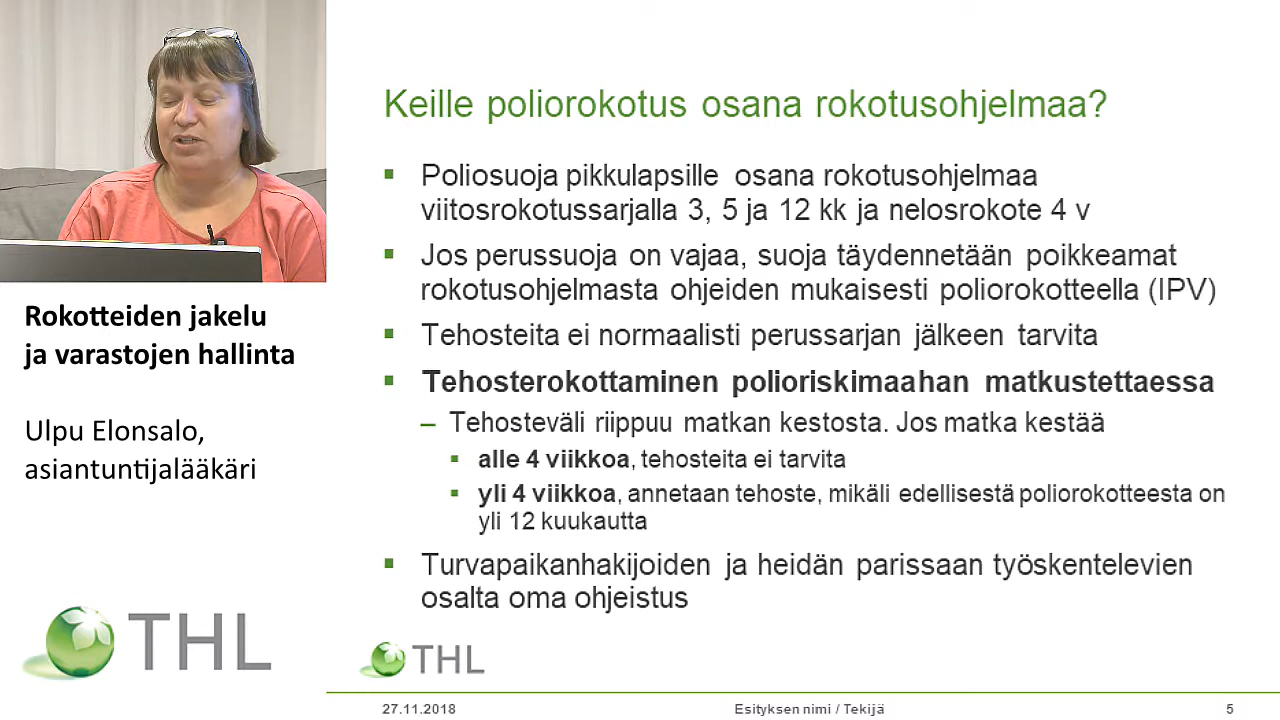 Keille poliorokotus osana rokotusohjelmaa?
Poliosuoja pikkulapsille osana rokotusohjelmaa
viitosrokotussarjalla 3, 5 ja 12 kk ja nelosrokote 4 v
Jos perussuoja on vajaa, suoja täydennetään poikkeamat
rokotusohjelmasta ohjeiden mukaisesti poliorokotteella (IPV)
Tehosteita ei normaalisti perussarjan jälkeen tarvita
Tehosterokottaminen polioriskimaahan matkustettaessa
– Tehosteväli riippuu matkan kestosta. Jos matka kestää
alle 4 viikkoa, tehosteita ei tarvita
yli 4 viikkoa, annetaan tehoste, mikäli edellisestä poliorokotteesta on
yli 12 kuukautta
Turvapaikanhakijoiden ja heidän parissaan työskentelevien
osalta oma ohjeistus
THL
27.11.2018
Esityksen nimi / Tekijä
5
Rokotteiden jakelu
ja varastojen hallinta
Ulpu Elonsalo,
asiantuntijalääkäri
THL